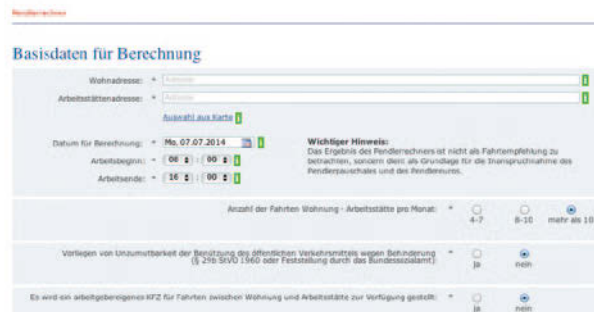 Pendlerrechner
Basisdaten für Berechnung
Wohnadresse: * Adresse
Arbeitsstättenadresse: * Adresse
Auswahl aus Karte
Datum für Berechnung: * Mo. 07.07.2014
Arbeitsbeginn: * 08 : 00
Arbeitsende: * 16 : 00
Wichtiger Hinweis:
Das Ergebnis des Pendlerrechners ist nicht als Fahrtempfehlung zu
betrachten, sondern dient als Grundlage für die Inanspruchnahme des
Pendlerpauschales und des Pendlereuros.
Anzahl der Fahrten Wohnung - Arbeitsstätte pro Monat: *
4-7 8-10 mehr als 10
Vorliegen von Unzumutbarkeit der Benützung des öffentlichen Verkehrsmittels wegen Behinderung
(§ 29b StVO 1960 oder Feststellung durch das Bundessozialamt): *
ja nein
Es wird ein arbeitgebereigenes KFZ für Fahrten zwischen Wohnung und Arbeitsstätte zur Verfügung gestellt: *
ja nein